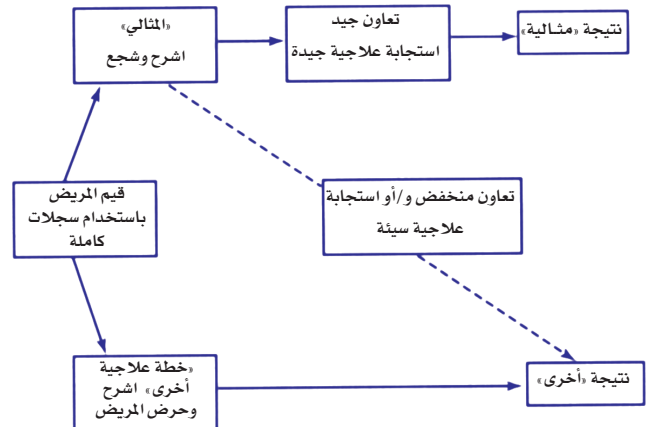 «المثالي»
اشرح وشجع
تعاون جيد
استجابة علاجية جيدة
نتيجة «مثالية»
قيم المريض
باستخدام سجلات
كاملة
تعاون منخفض و/أو استجابة
علاجية سيئة
«خطة علاجية
أخرى» اشرح
وحرض المريض
نتيجة «أخرى»